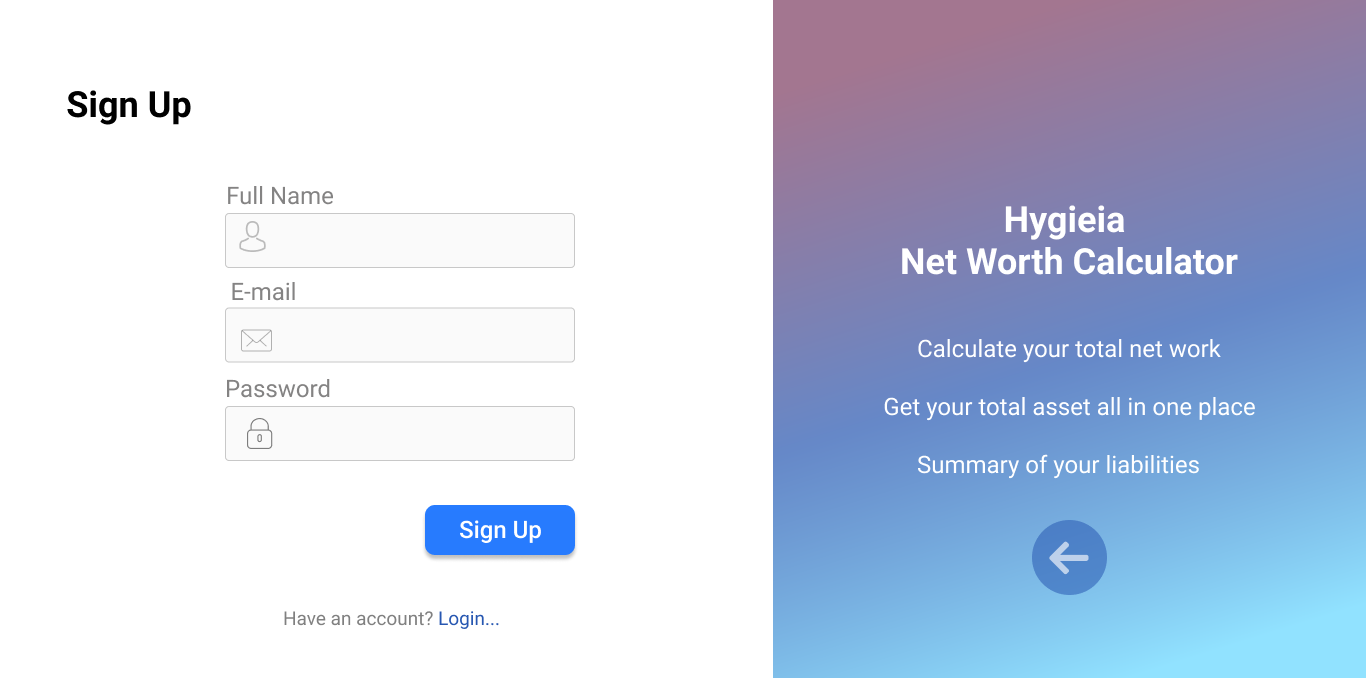 Sign Up
Full Name
E-mail
Password
0
Sign Up
Have an account? Login...
Hygieia
Net Worth Calculator
Calculate your total net work
Get your total asset all in one place
Summary of your liabilities